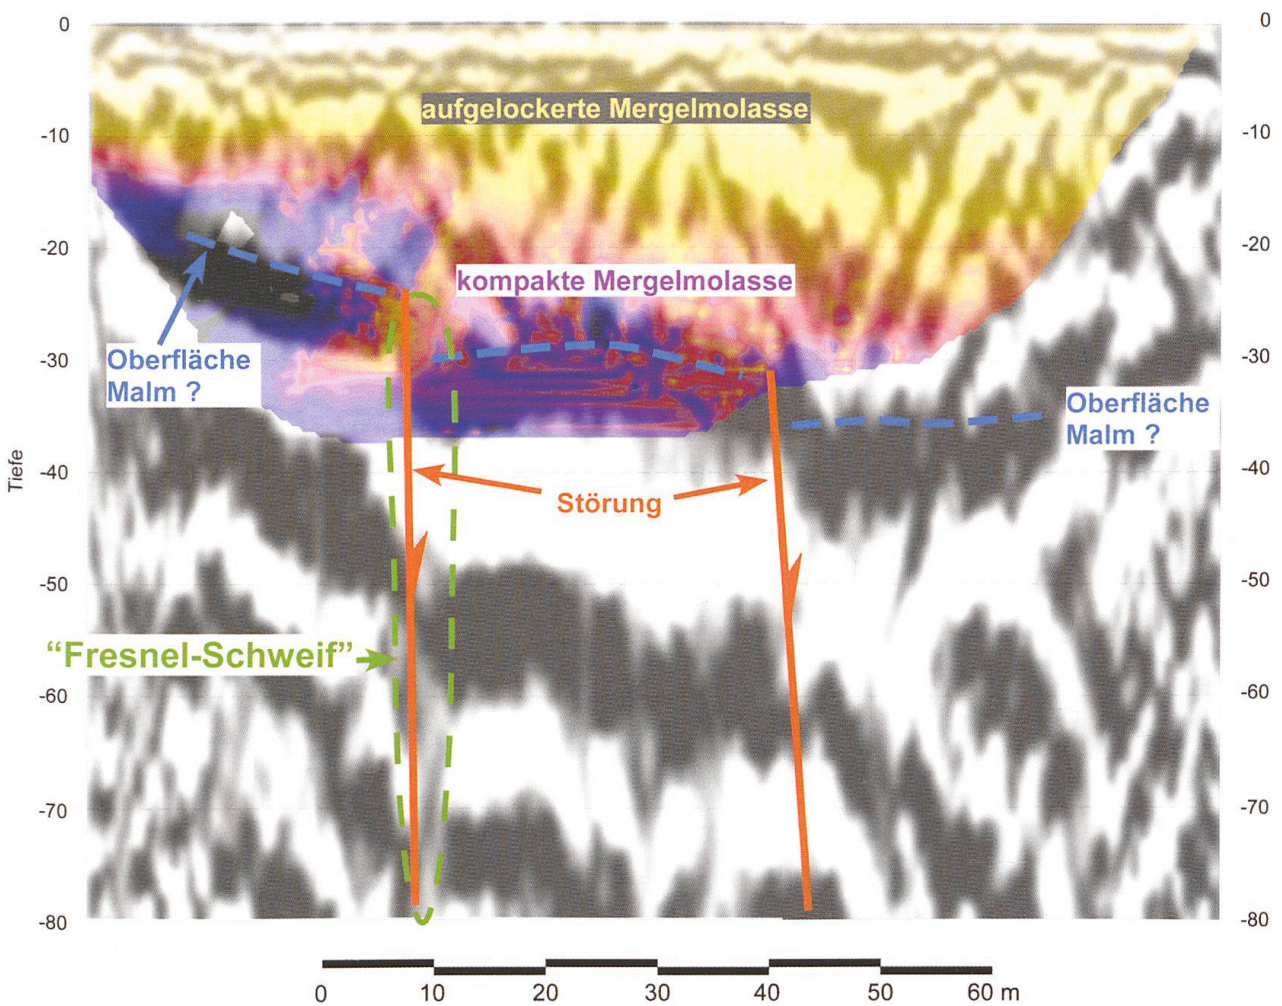 0
0
aufgelockerte Mergelmolasse
-10
-10
-20
-20
kompakte Mergelmolasse
-30
-30
Oberfläche
Malm ?
Oberfläche
Malm ?
-40
-40
Tiefe
Störung
-50
-50
“Fresnel-Schweif”
-60
-60
-70
-70
-80
-80
0 10 20 30 40 50 60 m